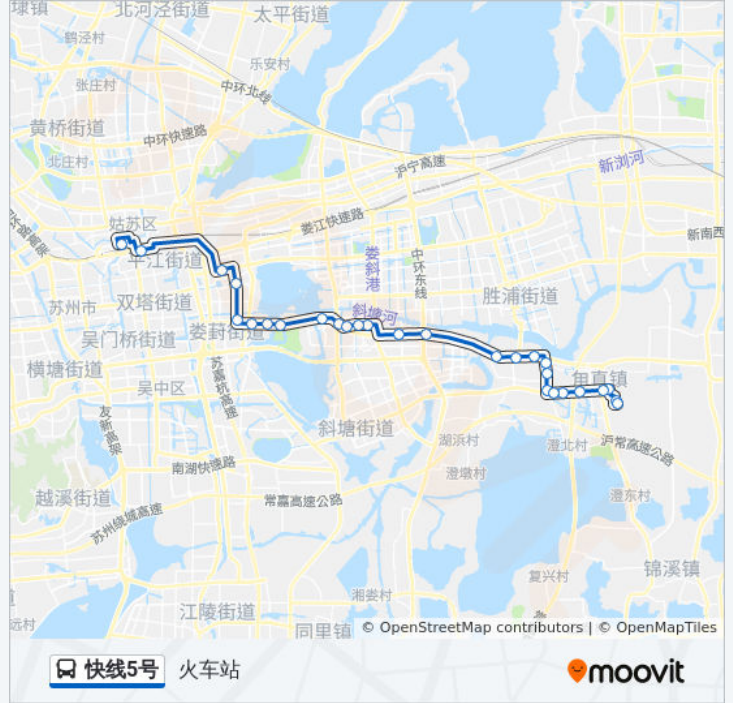 埭镇
北河泾街道
太平街道
鹤泾村
乐安村
张庄村
中环北线
黄桥街道
中环快速路
北庄村
沪宁高速
新浏河
姑苏区
娄江快速路
新南西
平江街道
娄斜港
中环东线
苏州市
双塔街道
胜浦街道
斜塘河
吴门桥街道
娄葑街道
横塘街道
苏嘉杭高速
吴中区
甪直镇
友新高架
斜塘街道
湖浜村
澄北村
沪常高速公路
南湖快速路
澄墩村
越溪街道
常嘉高速公路
澄东村
苏州绕城高速
复兴村
锦溪镇
湘娄村
江陵街道
远村
同里镇
© OpenStreetMap contributors | © OpenMapTiles
快线5号 火车站
moovit